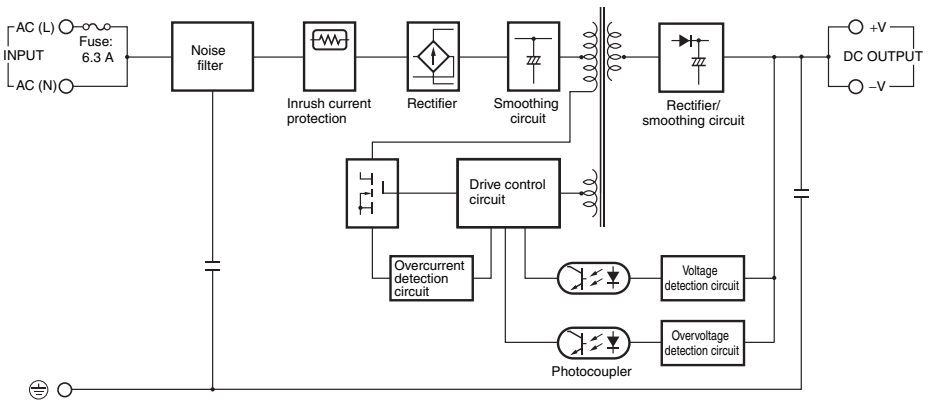 AC (L)
Fuse:
6.3 A
INPUT
AC (N)
Noise
filter
Inrush current
protection
Rectifier
Smoothing
circuit
Rectifier/
smoothing circuit
+V
DC OUTPUT
–V
Drive control
circuit
Overcurrent
detection
circuit
Voltage
detection circuit
Overvoltage
detection circuit
Photocoupler